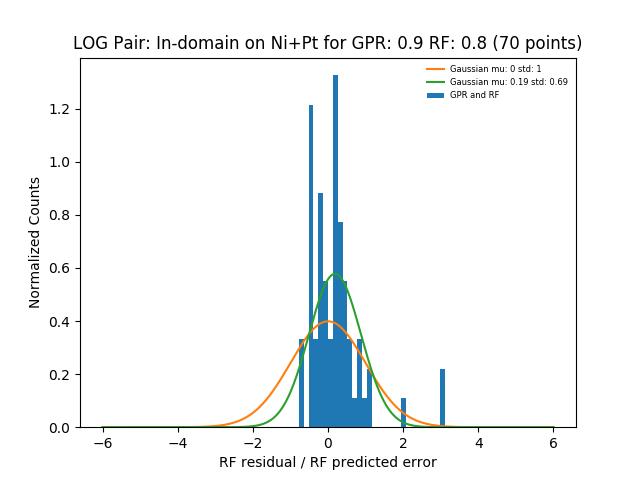 LOG Pair: In-domain on Ni+Pt for GPR: 0.9 RF: 0.8 (70 points)
Gaussian mu: 0 std: 1
Gaussian mu: 0.19 std: 0.69
GPR and RF
Normalized Counts
1.2
1.0
0.8
0.6
0.4
0.2
0.0
−6 −4 −2 0 2 4 6
RF residual / RF predicted error